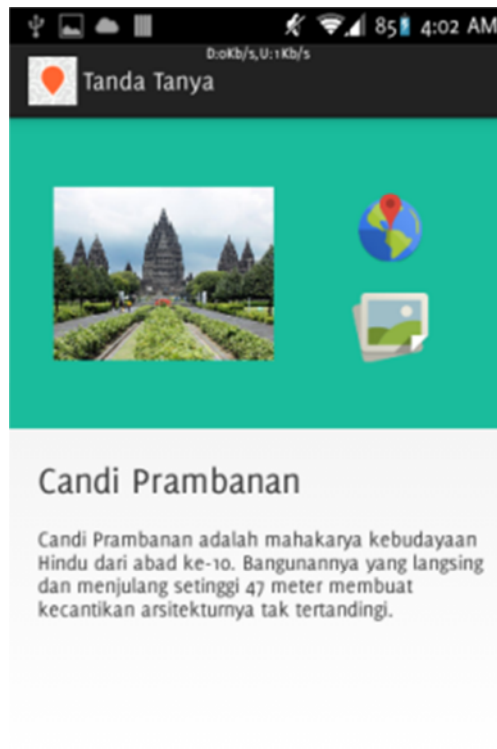 85 4:02 AM
D:0Kb/s,U:1Kb/s
Tanda Tanya
Candi Prambanan
Candi Prambanan adalah mahakarya kebudayaan
Hindu dari abad ke-10. Bangunannya yang langsing
dan menjulang setinggi 47 meter membuat
kecantikan arsitekturnya tak tertandingi.